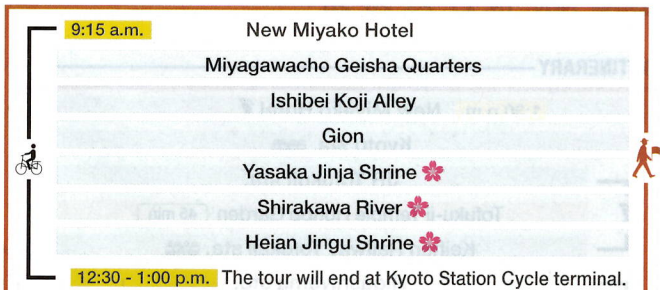 9:15 a.m. New Miyako Hotel
Miyagawacho Geisha Quarters
Ishibei Koji Alley
Gion
Yasaka Jinja Shrine
Shirakawa River
Heian Jingu Shrine
12:30 - 1:00 p.m. The tour will end at Kyoto Station Cycle terminal.